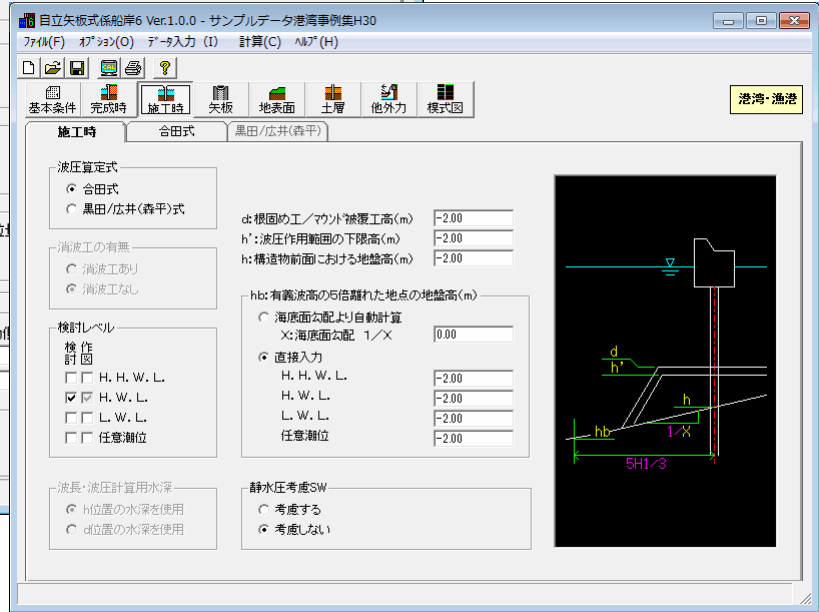 自立矢板式係船岸6 Ver.1.0.0 - サンプルデータ港湾事例集H30
ファイル(F) オプション(O) データ入力 (I) 計算(C) ヘルプ(H)
基本条件 完成時 施工時 矢板 地表面 土層 他外力 模式図
港湾・漁港
施工時 合田式 黒田/広井(森平)
波圧算定式
合田式
黒田/広井(森平)式
消波工の有無
消波工あり
消波工なし
検討レベル
検討 作図
H. H. W. L.
H. W. L.
L. W. L.
任意潮位
波長・波圧計算用水深
h位置の水深を使用
d位置の水深を使用
d:根固め工/マウンド被覆工高(m) -2.00
h':波圧作用範囲の下限高(m) -2.00
h:構造物前面における地盤高(m) -2.00
hb:有義波高の5倍離れた地点の地盤高(m)
海底面勾配より自動計算
X:海底面勾配 1/X 0.00
直接入力
H. H. W. L. -2.00
H. W. L. -2.00
L. W. L. -2.00
任意潮位 -2.00
静水圧考慮SW
考慮する
考慮しない
d
h'
h
hb
1/X
5H1/3